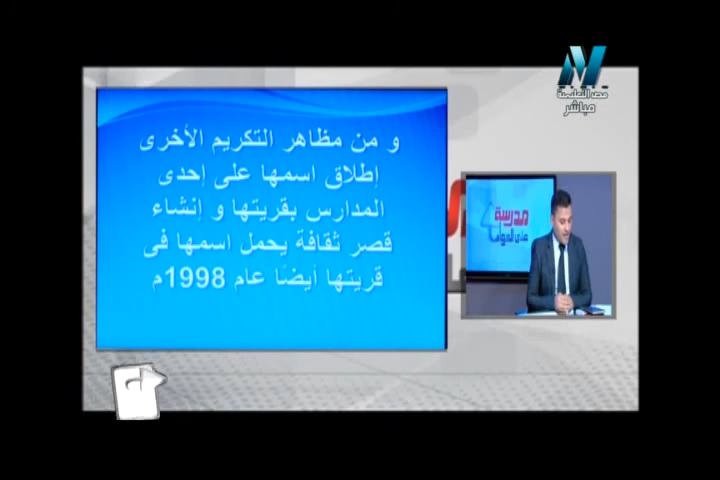 مصر التعليمية
مباشر
و من مظاهر التكريم الأخرى
إطلاق اسمها على إحدى
المدارس بقريتها و إنشاء
قصر ثقافة يحمل اسمها فى
قريتها أيضًا عام 1998م
مدرسة
على الهواء